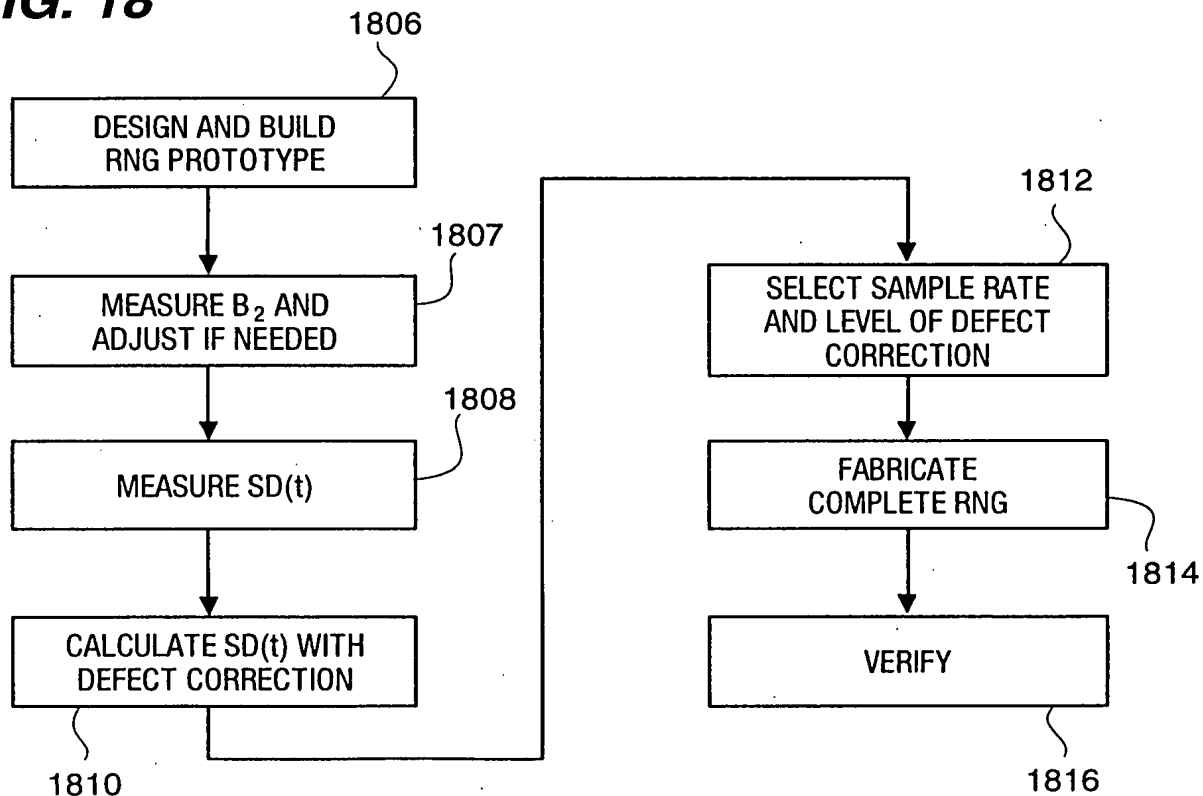 IG. 18
1806
DESIGN AND BUILD
RNG PROTOTYPE
1807
MEASURE B₂ AND
ADJUST IF NEEDED
1808
MEASURE SD(t)
CALCULATE SD(t) WITH
DEFECT CORRECTION
1810
1812
SELECT SAMPLE RATE
AND LEVEL OF DEFECT
CORRECTION
FABRICATE
COMPLETE RNG
1814
VERIFY
1816